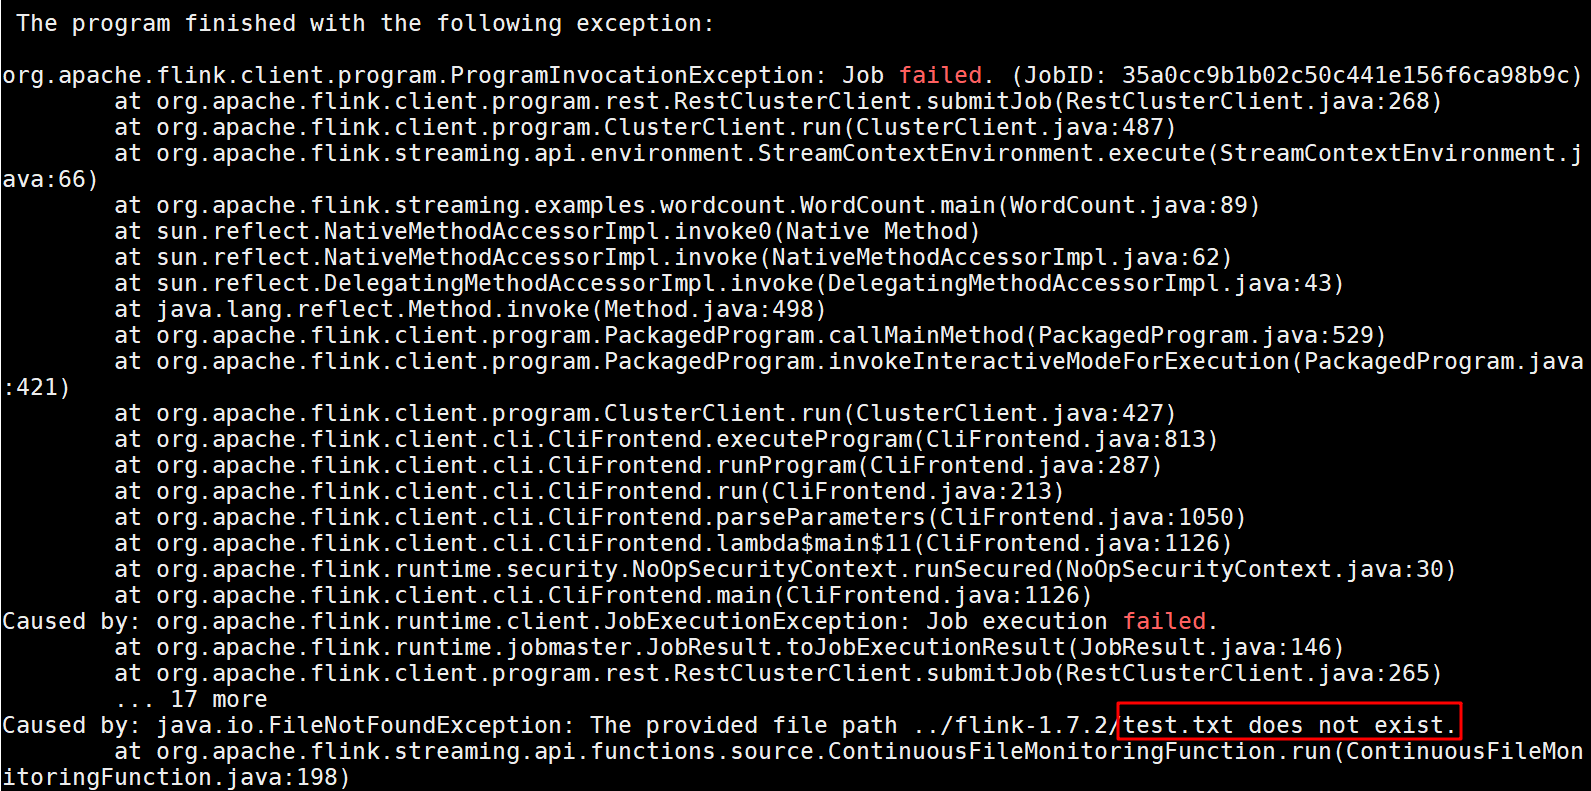 The program finished with the following exception:
org.apache.flink.client.program.ProgramInvocationException: Job failed. (JobID: 35a0cc9b1b02c50c441e156f6ca98b9c)
at org.apache.flink.client.program.rest.RestClusterClient.submitJob(RestClusterClient.java:268)
at org.apache.flink.client.program.ClusterClient.run(ClusterClient.java:487)
at org.apache.flink.streaming.api.environment.StreamContextEnvironment.execute(StreamContextEnvironment.j
ava:66)
at org.apache.flink.streaming.examples.wordcount.WordCount.main(WordCount.java:89)
at sun.reflect.NativeMethodAccessorImpl.invoke0(Native Method)
at sun.reflect.NativeMethodAccessorImpl.invoke(NativeMethodAccessorImpl.java:62)
at sun.reflect.DelegatingMethodAccessorImpl.invoke(DelegatingMethodAccessorImpl.java:43)
at java.lang.reflect.Method.invoke(Method.java:498)
at org.apache.flink.client.program.PackagedProgram.callMainMethod(PackagedProgram.java:529)
at org.apache.flink.client.program.PackagedProgram.invokeInteractiveModeForExecution(PackagedProgram.java
:421)
at org.apache.flink.client.program.ClusterClient.run(ClusterClient.java:427)
at org.apache.flink.client.cli.CliFrontend.executeProgram(CliFrontend.java:813)
at org.apache.flink.client.cli.CliFrontend.runProgram(CliFrontend.java:287)
at org.apache.flink.client.cli.CliFrontend.run(CliFrontend.java:213)
at org.apache.flink.client.cli.CliFrontend.parseParameters(CliFrontend.java:1050)
at org.apache.flink.client.cli.CliFrontend.lambda$main$11(CliFrontend.java:1126)
at org.apache.flink.runtime.security.NoOpSecurityContext.runSecured(NoOpSecurityContext.java:30)
at org.apache.flink.client.cli.CliFrontend.main(CliFrontend.java:1126)
Caused by: org.apache.flink.runtime.client.JobExecutionException: Job execution failed.
at org.apache.flink.runtime.jobmaster.JobResult.toJobExecutionResult(JobResult.java:146)
at org.apache.flink.client.program.rest.RestClusterClient.submitJob(RestClusterClient.java:265)
... 17 more
Caused by: java.io.FileNotFoundException: The provided file path ../flink-1.7.2/test.txt does not exist.
at org.apache.flink.streaming.api.functions.source.ContinuousFileMonitoringFunction.run(ContinuousFileMon
itoringFunction.java:198)